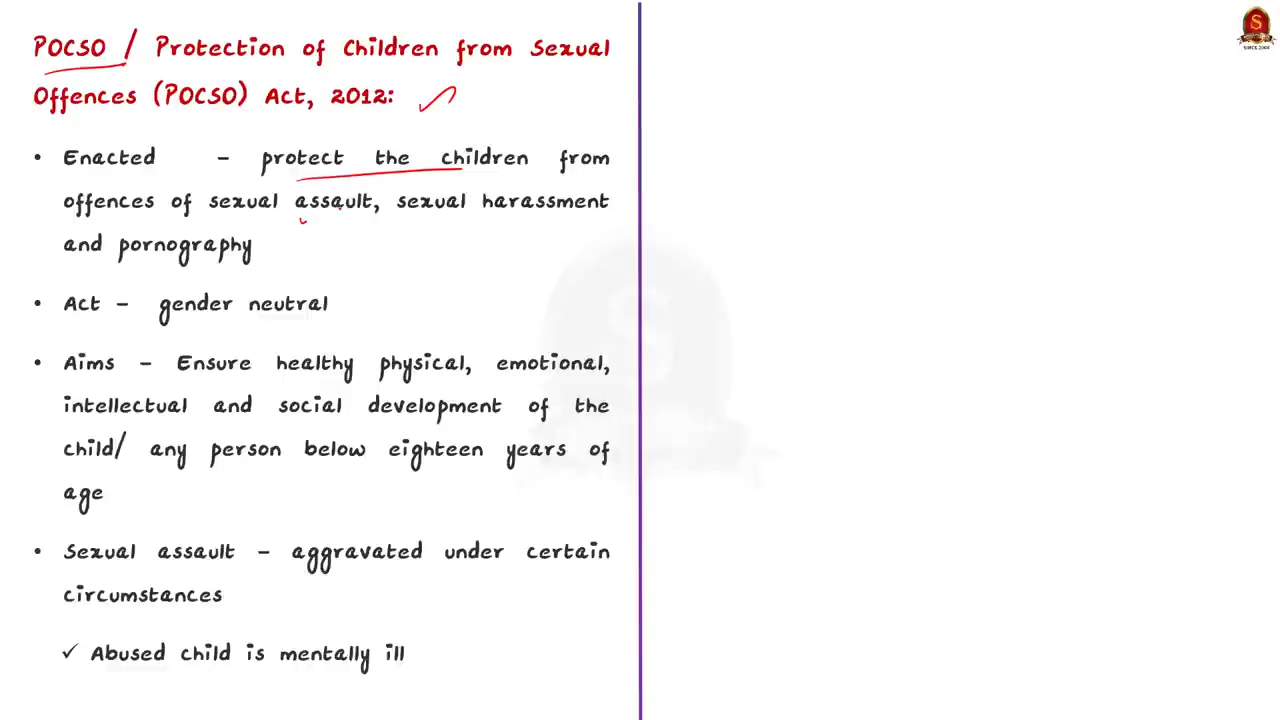 POCSO / Protection of Children from Sexual
Offences (POCSO) Act, 2012:
• Enacted – protect the children from
offences of sexual assault, sexual harassment
and pornography
• Act – gender neutral
• Aims – Ensure healthy physical, emotional,
intellectual and social development of the
child/ any person below eighteen years of
age
• Sexual assault – aggravated under certain
circumstances
✓ Abused child is mentally ill
S
SINCE 2004
S